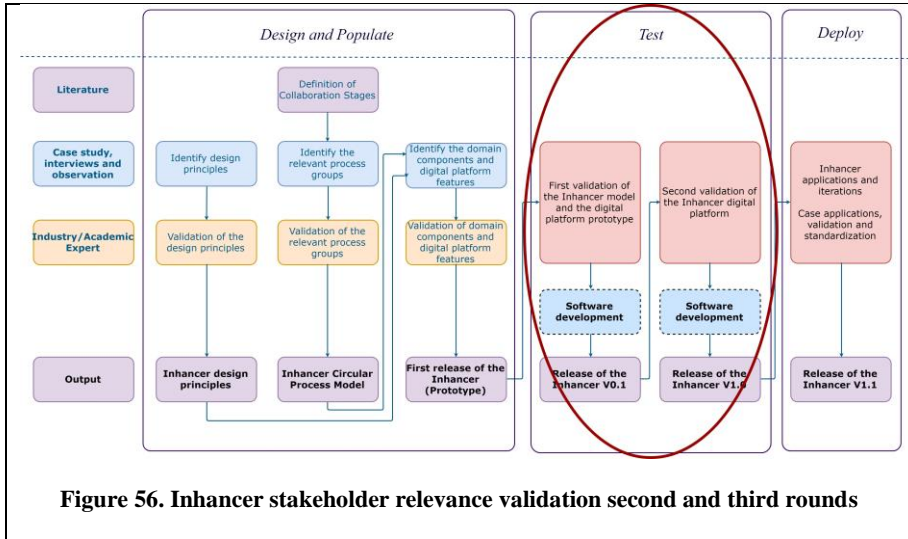 Design and Populate
Test
Deploy
Literature
Definition of
Collaboration Stages
Case study,
interviews and
observation
Identify design
principles
Identify the
relevant process
groups
Identify the domain
components and
digital platform
features
First validation of
the Inhancer model
and the digital
platform prototype
Second validation of
the Inhancer digital
platform
Inhancer
applications and
iterations
Case applications,
validation and
standardization
Industry/Academic
Expert
Validation of the
design principles
Validation of the
relevant process
groups
Validation of domain
components and
digital platform
features
Software
development
Software
development
Output
Inhancer design
principles
Inhancer Circular
Process Model
First release of the
Inhancer
(Prototype)
Release of the
Inhancer V0.1
Release of the
Inhancer V1.0
Release of the
Inhancer V1.1
Figure 56. Inhancer stakeholder relevance validation second and third rounds